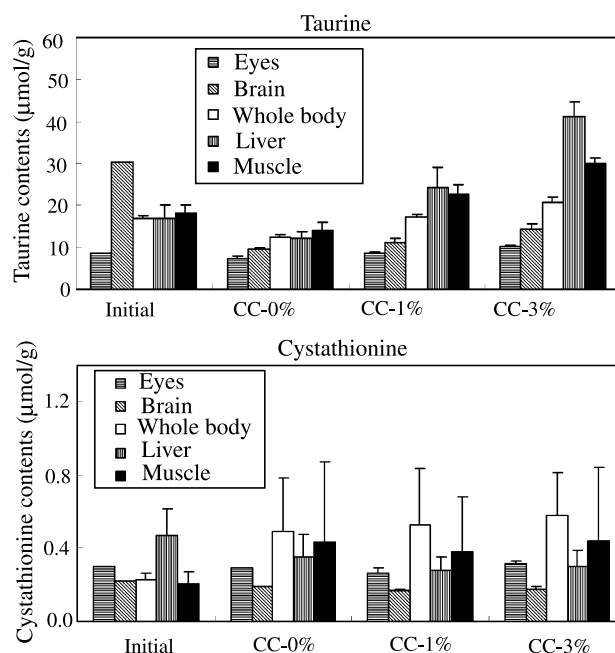 Taurine
Taurine contents (μmol/g)
60
50
40
30
20
10
0
Eyes
Brain
Whole body
Liver
Muscle
Initial CC-0% CC-1% CC-3%
Cystathionine
Cystathionine contents (μmol/g)
1.2
0.8
0.4
0.0
Eyes
Brain
Whole body
Liver
Muscle
Initial CC-0% CC-1% CC-3%